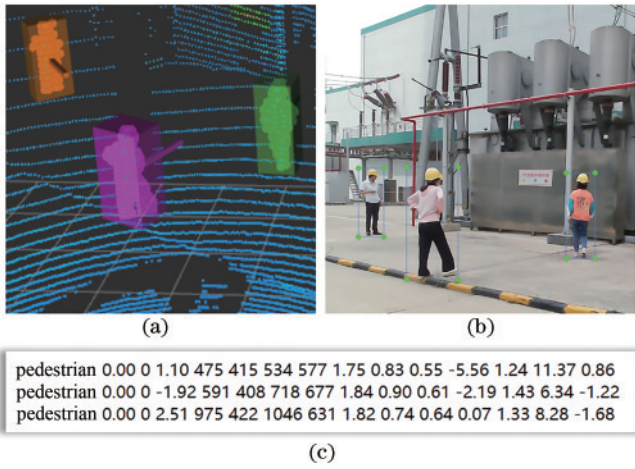 (a)
(b)
pedestrian 0.00 0 1.10 475 415 534 577 1.75 0.83 0.55 -5.56 1.24 11.37 0.86
pedestrian 0.00 0 -1.92 591 408 718 677 1.84 0.90 0.61 -2.19 1.43 6.34 -1.22
pedestrian 0.00 0 2.51 975 422 1046 631 1.82 0.74 0.64 0.07 1.33 8.28 -1.68
(c)